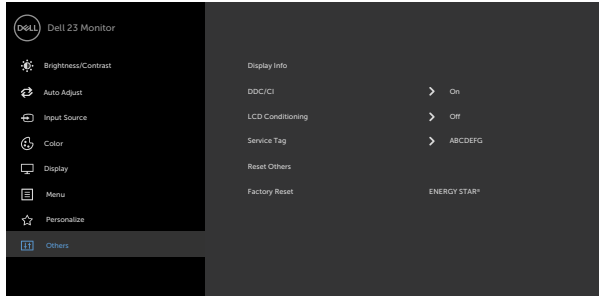 DELL Dell 23 Monitor
Brightness/Contrast
Auto Adjust
Input Source
Color
Display
Menu
Personalize
Others
Display Info
DDC/CI On
LCD Conditioning Off
Service Tag ABCDEFG
Reset Others
Factory Reset ENERGY STAR®